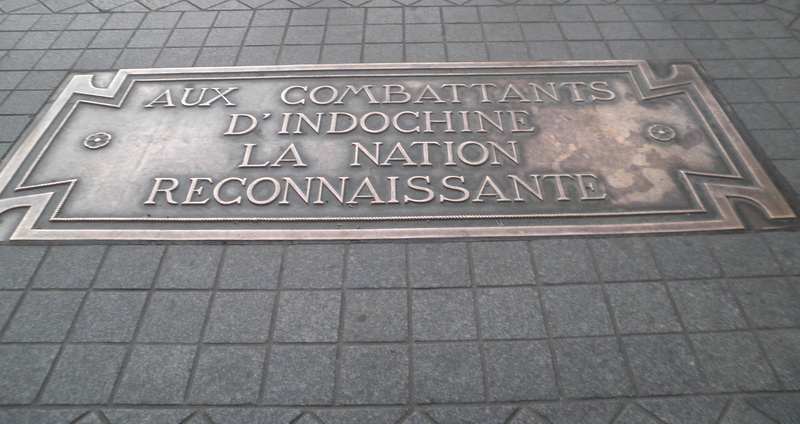 AUX COMBATTANTS
D'INDOCHINE
LA NATION
RECONNAISSANTE